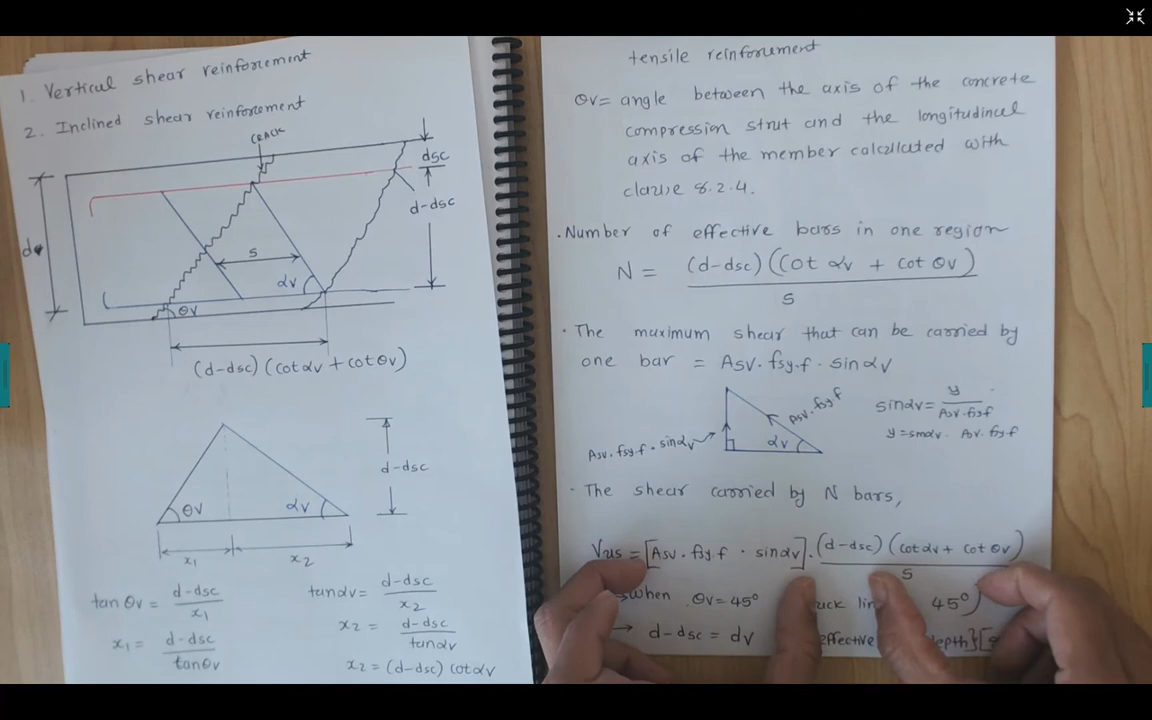 1. Vertical shear reinforcement
2. Inclined shear reinforcement
CRACK
dsc
d-dsc
d
s
αv
θv
(d-dsc) (cotαv + cotθv)
d-dsc
θv
αv
x1
x2
tanθv = d-dsc / x1
tanαv = d-dsc / x2
x1 = d-dsc / tanθv
x2 = d-dsc / tanαv
x2 = (d-dsc) cotαv
tensile reinforcement
θv = angle between the axis of the concrete
compression strut and the longitudinal
axis of the member calculated with
clause 8.2.4.
. Number of effective bars in one region
N = (d-dsc) (Cot αv + Cot θv) / s
· The maximum shear that can be carried by
one bar = Asv. fsy.f · sinαv
Asv. fsy.f
Asv. fsy.f · sinαv
αv
sinαv = y / Asv.fsy.f
y = sinαv. Asv. fsy.f
· The shear carried by N bars,
Vus = [Asv. fsy.f · sinαv] . (d-dsc) (cotαv + cotθv) / s
when θv = 45° 45°)
→ d-dsc = dv effective